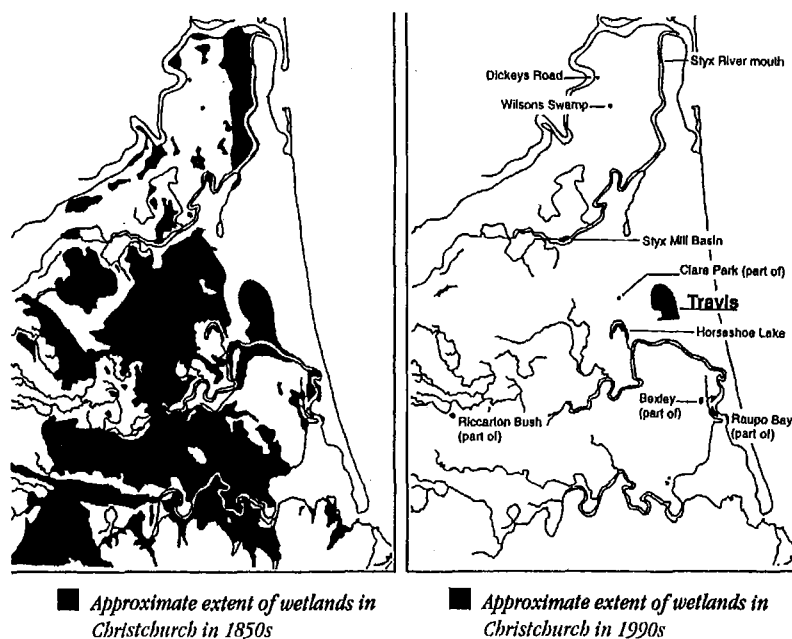 Dickeys Road
Styx River mouth
Wilsons Swamp
Styx Mill Basin
Clare Park (part of)
Travis
Horseshoe Lake
Bexley
(part of)
Riccarton Bush
(part of)
Raupo Bay
(part of)
Approximate extent of wetlands in
Christchurch in 1850s
Approximate extent of wetlands in
Christchurch in 1990s